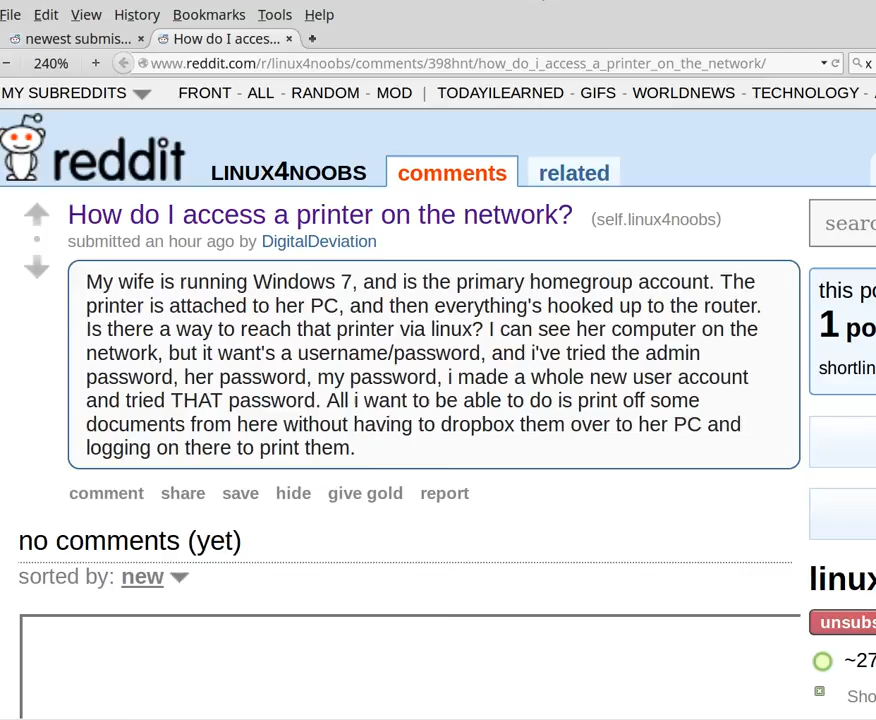 File Edit View History Bookmarks Tools Help
newest submis... × How do I acces... × +
− 240% + www.reddit.com/r/linux4noobs/comments/398hnt/how_do_i_access_a_printer_on_the_network/ x
MY SUBREDDITS FRONT - ALL - RANDOM - MOD | TODAYILEARNED - GIFS - WORLDNEWS - TECHNOLOGY -
reddit LINUX4NOOBS comments related
How do I access a printer on the network? (self.linux4noobs)
submitted an hour ago by DigitalDeviation
My wife is running Windows 7, and is the primary homegroup account. The
printer is attached to her PC, and then everything's hooked up to the router.
Is there a way to reach that printer via linux? I can see her computer on the
network, but it want's a username/password, and i've tried the admin
password, her password, my password, i made a whole new user account
and tried THAT password. All i want to be able to do is print off some
documents from here without having to dropbox them over to her PC and
logging on there to print them.
comment share save hide give gold report
no comments (yet)
sorted by: new
searc
this po
1 po
shortlin
linux
unsubs
~27
Sho